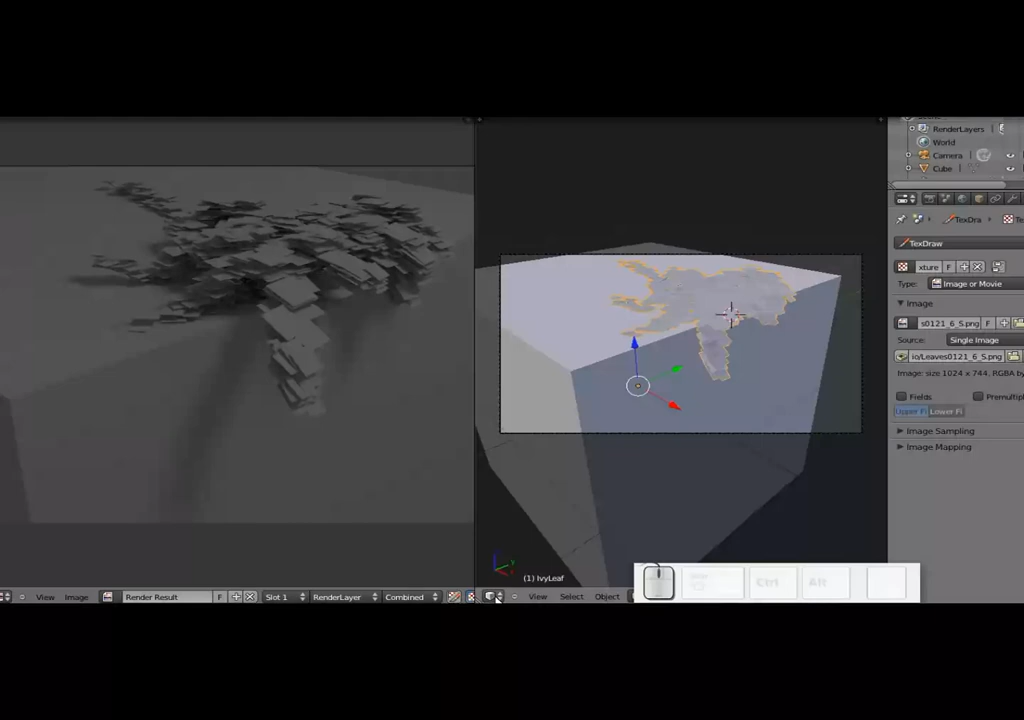 RenderLayers
World
Camera
Cube
TexDra
TexDraw
xture F
Type: Image or Movie
Image
s0121_6_S.png F
Source: Single Image
io/Leaves0121_6_S.png
Image: size 1024 x 744, RGBA by
Fields Premultip
Upper Fi Lower Fi
Image Sampling
Image Mapping
(1) IvyLeaf
Ctrl Alt
View Image Render Result F Slot 1 RenderLayer Combined View Select Object